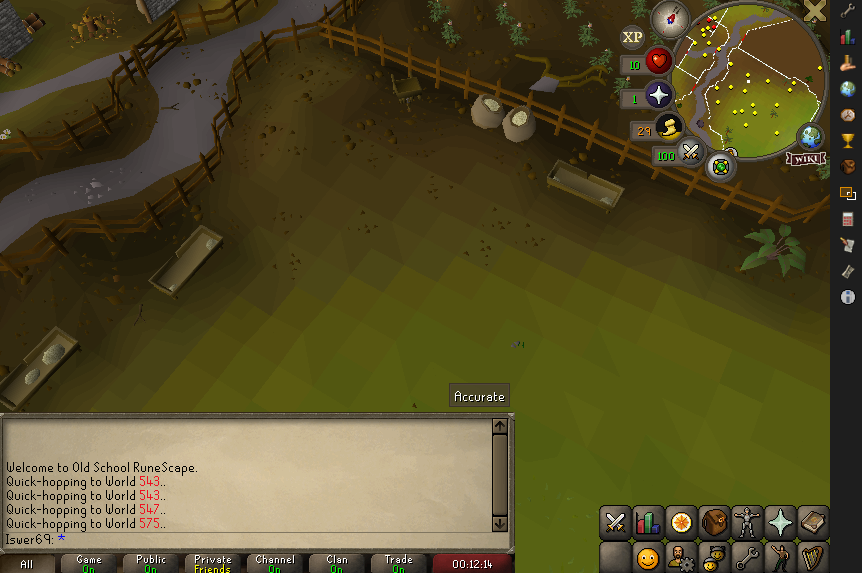 XP
10
1
29
100
WIKI
Accurate
Welcome to Old School RuneScape.
Quick-hopping to World 543..
Quick-hopping to World 543..
Quick-hopping to World 547..
Quick-hopping to World 575..
Iswer69: *
All
Game
On
Public
On
Private
Friends
Channel
On
Clan
On
Trade
On
00:12:14